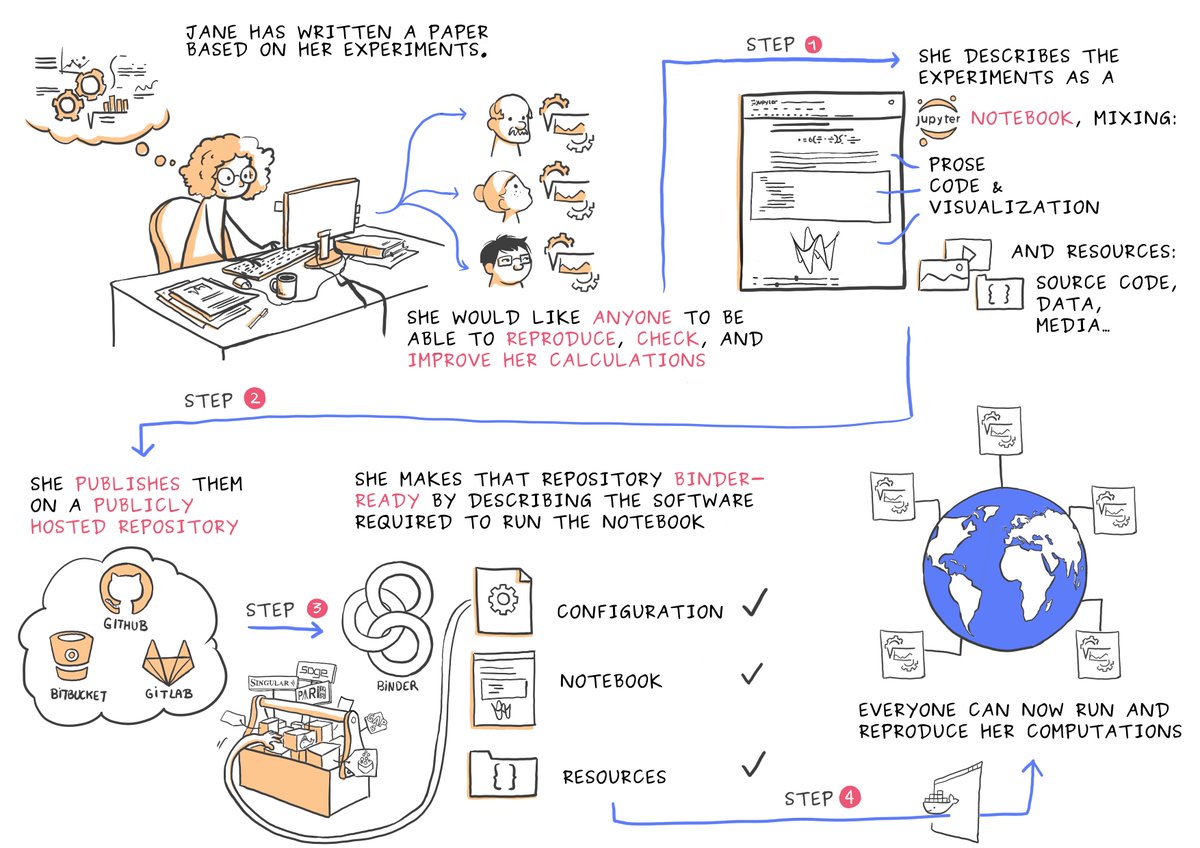 JANE HAS WRITTEN A PAPER
BASED ON HER EXPERIMENTS.
SHE WOULD LIKE ANYONE TO BE
ABLE TO REPRODUCE, CHECK, AND
IMPROVE HER CALCULATIONS
STEP 1
SHE DESCRIBES THE
EXPERIMENTS AS A
jupyter NOTEBOOK, MIXING:
jupyter
PROSE
CODE &
VISUALIZATION
AND RESOURCES:
SOURCE CODE,
DATA,
MEDIA...
STEP 2
SHE PUBLISHES THEM
ON A PUBLICLY
HOSTED REPOSITORY
GITHUB
BITBUCKET
GITLAB
STEP 3
SHE MAKES THAT REPOSITORY BINDER-
READY BY DESCRIBING THE SOFTWARE
REQUIRED TO RUN THE NOTEBOOK
BINDER
SINGULAR
SAGE
PARI
CONFIGURATION
NOTEBOOK
{ } RESOURCES
STEP 4
EVERYONE CAN NOW RUN AND
REPRODUCE HER COMPUTATIONS